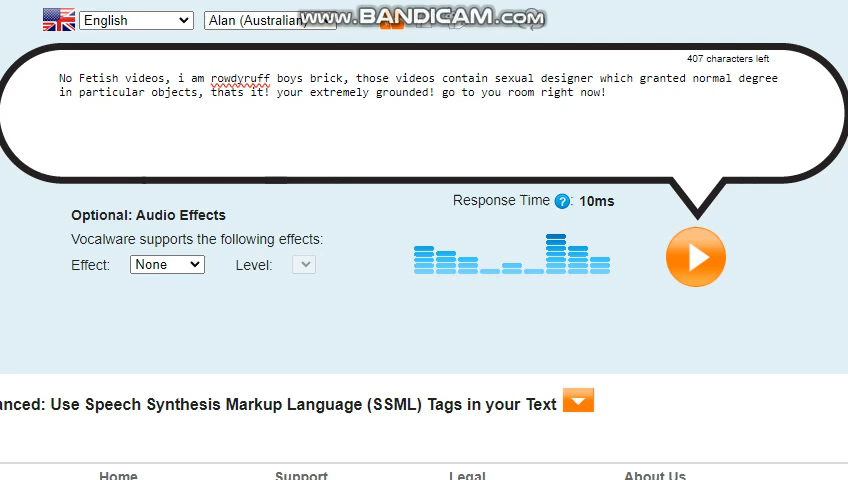 www.BANDICAM.com
English
Alan (Australian)
407 characters left
No Fetish videos, i am rowdyruff boys brick, those videos contain sexual designer which granted normal degree
in particular objects, thats it! your extremely grounded! go to you room right now!
Response Time ?: 10ms
Optional: Audio Effects
Vocalware supports the following effects:
Effect: None Level:
anced: Use Speech Synthesis Markup Language (SSML) Tags in your Text
Home Support Legal About Us